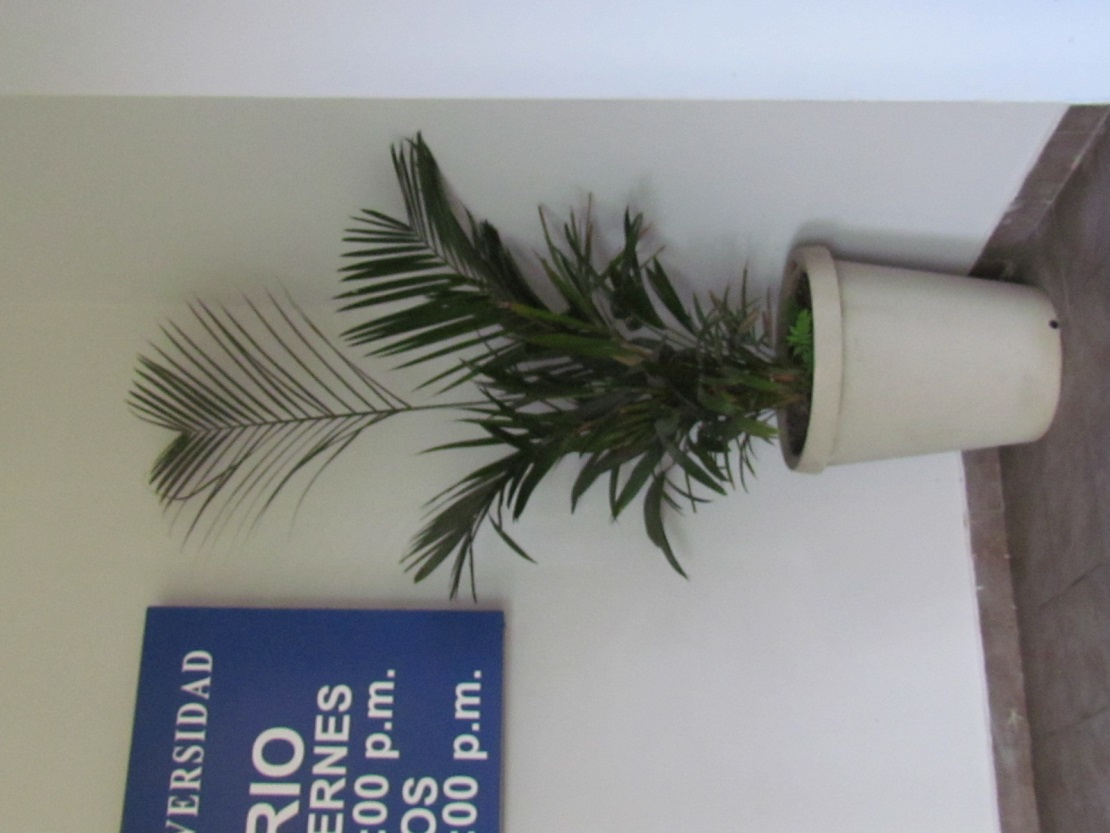 VERSIDAD
RIO
ERNES
:00 p.m.
OS
:00 p.m.